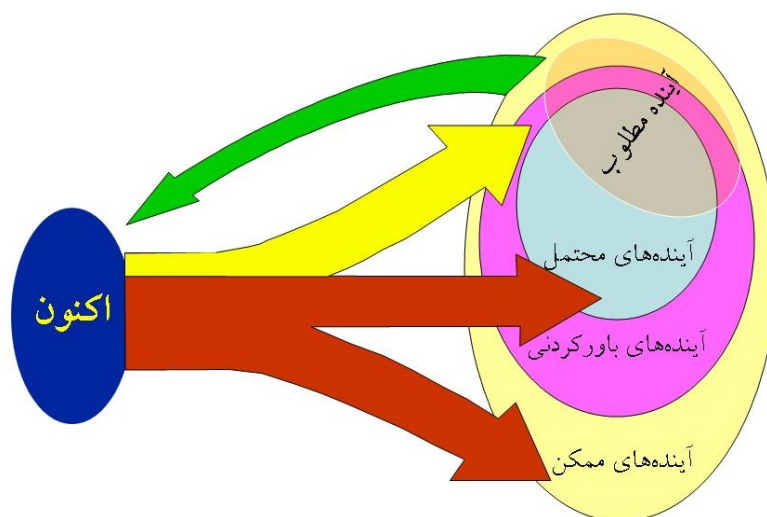 آینده مطلوب
آینده‌های محتمل
اکنون
آینده‌های باورکردنی
آینده‌های ممکن